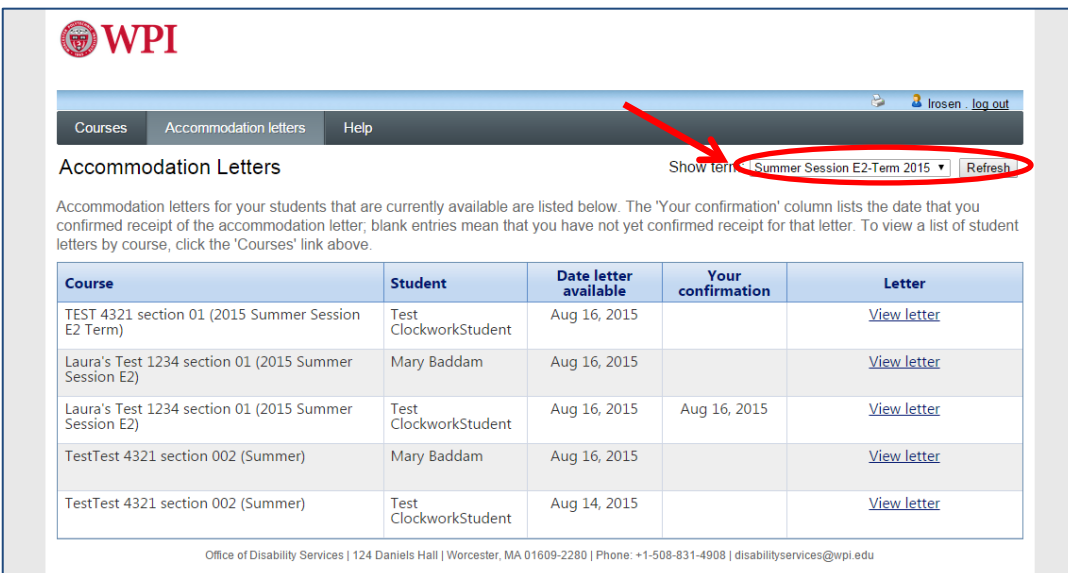 WPI
lrosen . log out
Courses Accommodation letters Help
Accommodation Letters Show term: Summer Session E2-Term 2015 Refresh
Accommodation letters for your students that are currently available are listed below. The 'Your confirmation' column lists the date that you
confirmed receipt of the accommodation letter; blank entries mean that you have not yet confirmed receipt for that letter. To view a list of student
letters by course, click the 'Courses' link above.
Course Student Date letter available Your confirmation Letter
TEST 4321 section 01 (2015 Summer Session E2 Term) Test ClockworkStudent Aug 16, 2015 View letter
Laura's Test 1234 section 01 (2015 Summer Session E2) Mary Baddam Aug 16, 2015 View letter
Laura's Test 1234 section 01 (2015 Summer Session E2) Test ClockworkStudent Aug 16, 2015 Aug 16, 2015 View letter
TestTest 4321 section 002 (Summer) Mary Baddam Aug 16, 2015 View letter
TestTest 4321 section 002 (Summer) Test ClockworkStudent Aug 14, 2015 View letter
Office of Disability Services | 124 Daniels Hall | Worcester, MA 01609-2280 | Phone: +1-508-831-4908 | disabilityservices@wpi.edu